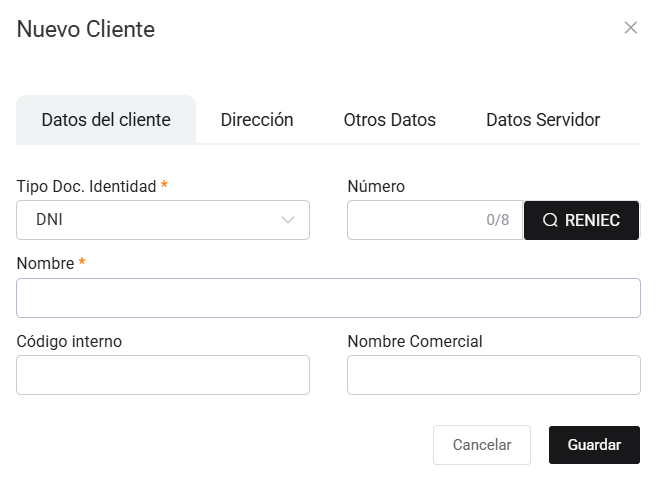 Nuevo Cliente
Datos del cliente Dirección Otros Datos Datos Servidor
Tipo Doc. Identidad * Número
DNI 0/8 RENIEC
Nombre *
Código interno Nombre Comercial
Cancelar Guardar